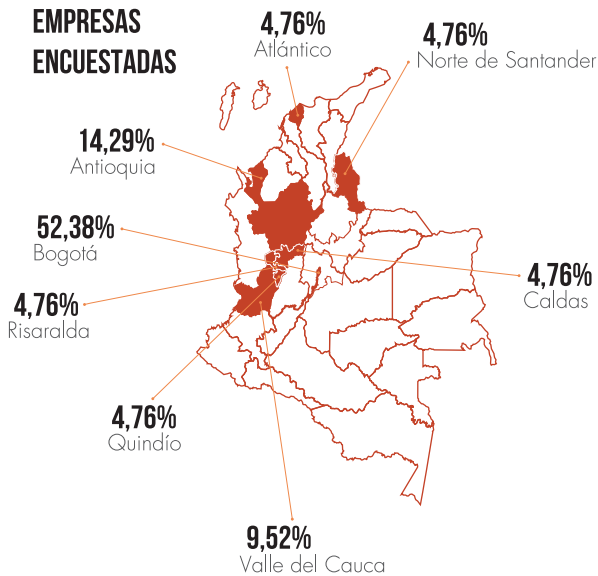 EMPRESAS
ENCUESTADAS
4,76%
Atlántico
4,76%
Norte de Santander
14,29%
Antioquia
52,38%
Bogotá
4,76%
Caldas
4,76%
Risaralda
4,76%
Quindío
9,52%
Valle del Cauca